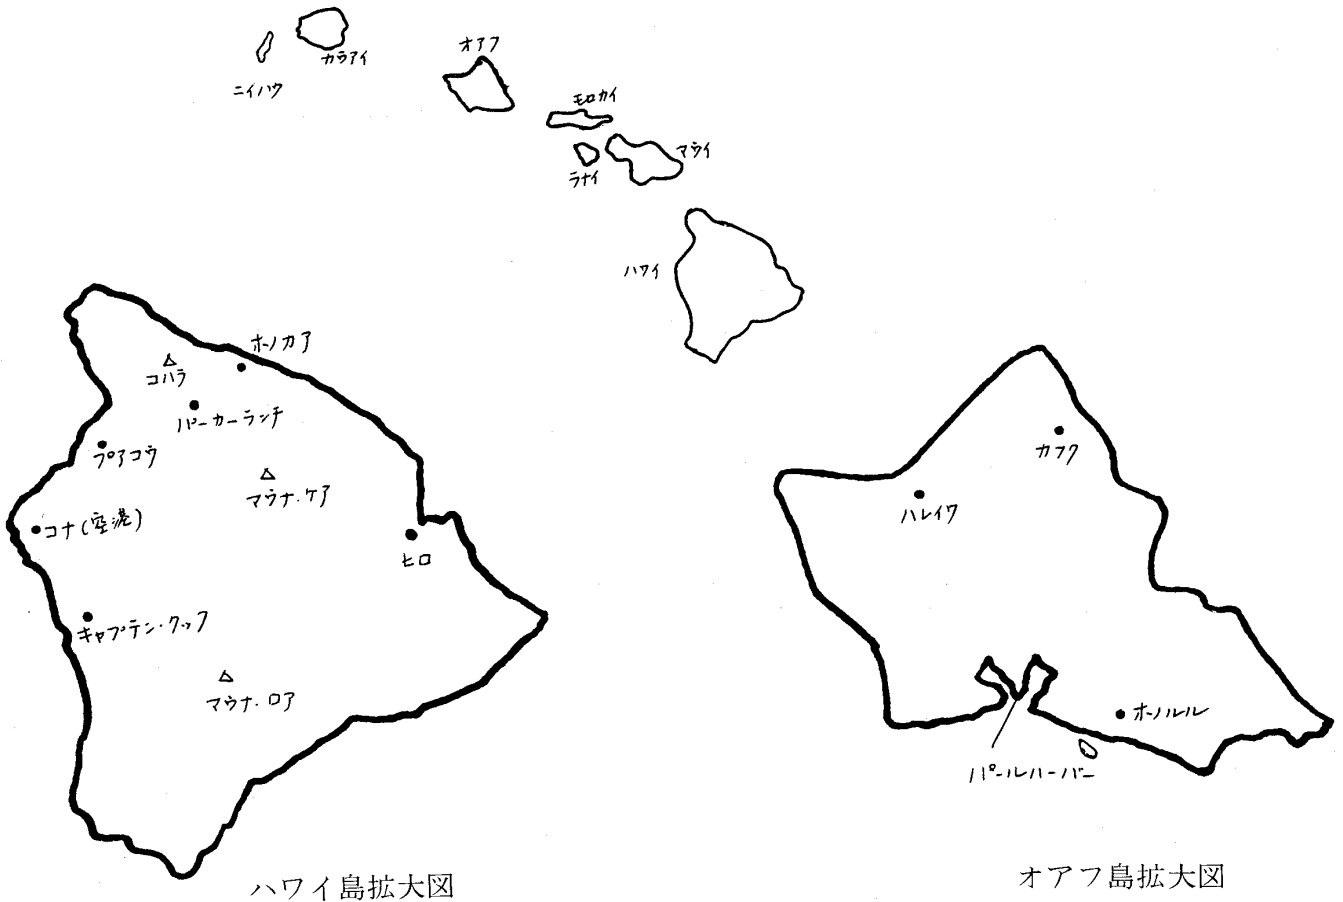 ニイハウ
カウアイ
オアフ
モロカイ
ラナイ
マウイ
ハワイ
ホノカア
コハラ
パーカーランチ
プアコウ
マウナ・ケア
コナ(空港)
ヒロ
キャプテン・クック
マウナ・ロア
ハワイ島拡大図
カフク
ハレイワ
ホノルル
パールハーバー
オアフ島拡大図